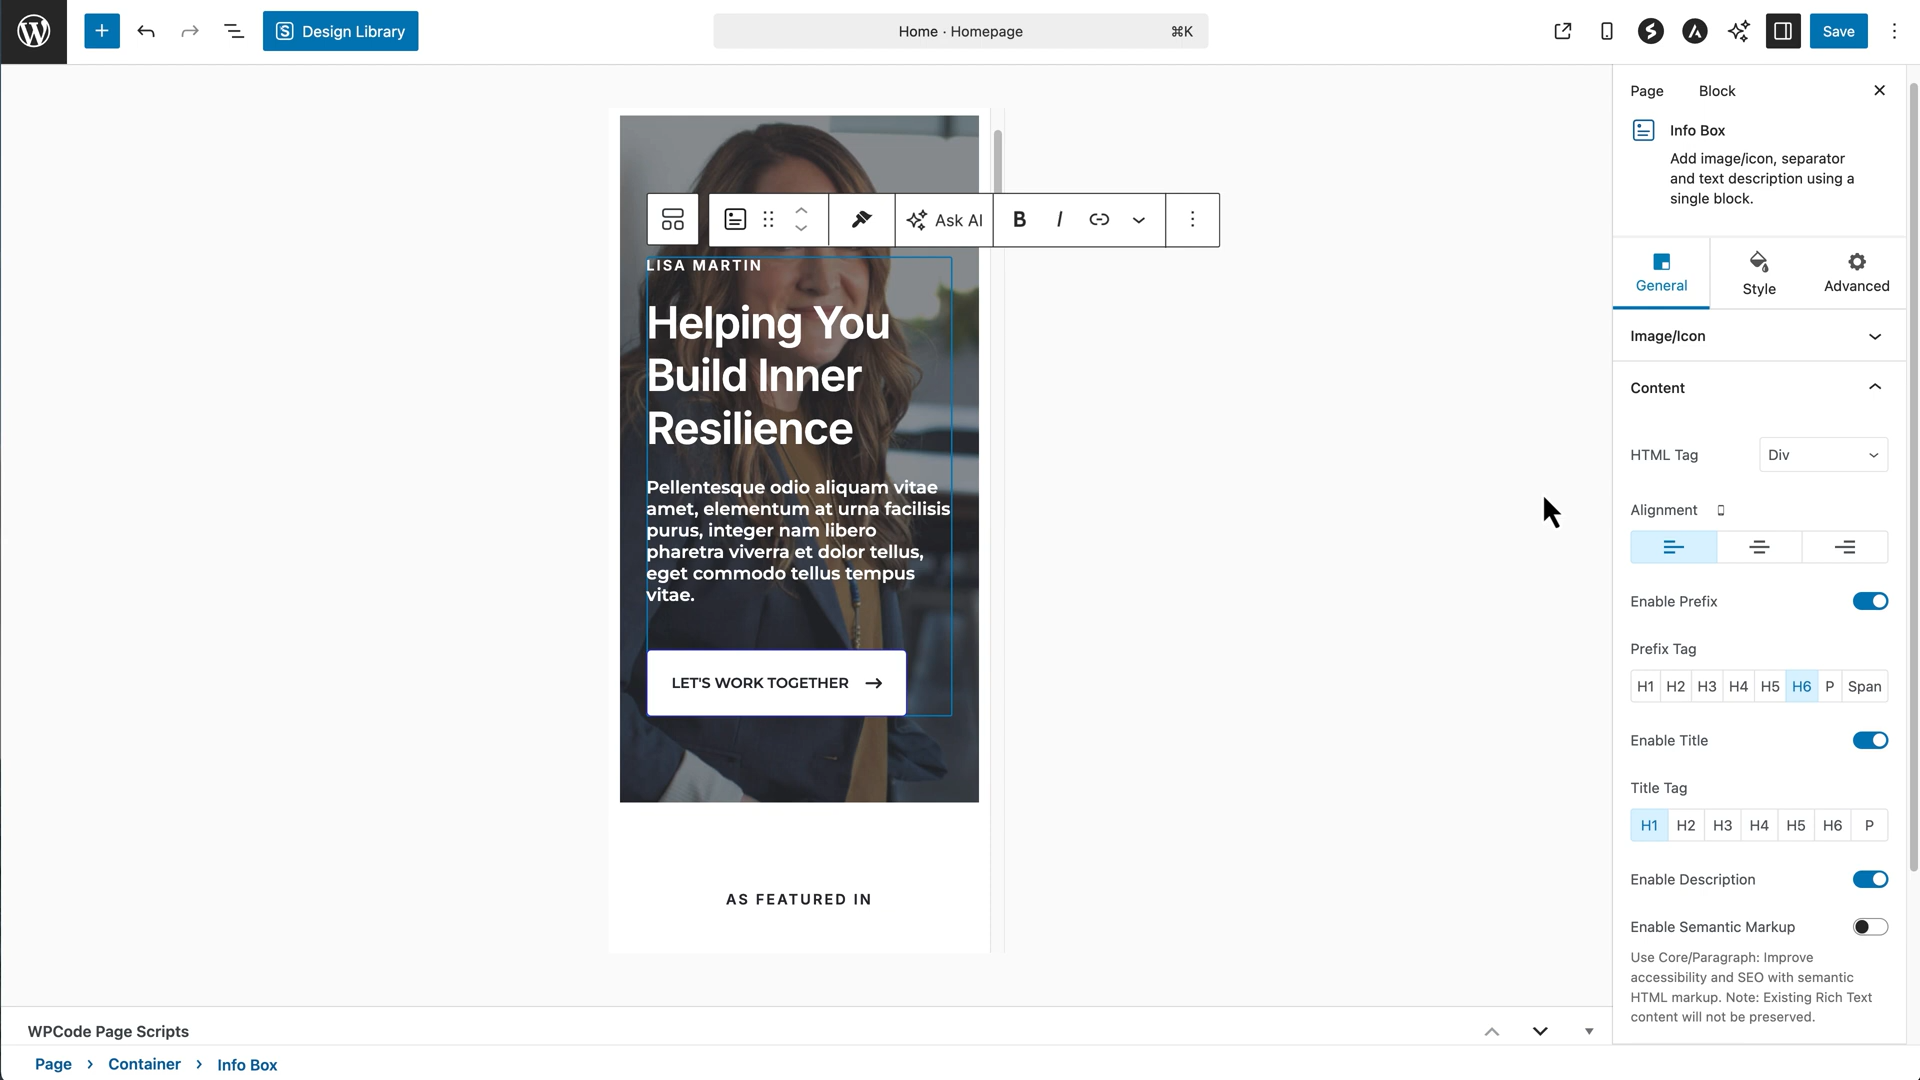 Design Library
Home · Homepage
⌘K
Save
Page
Block
Info Box
Add image/icon, separator
and text description using a
single block.
General
Style
Advanced
Image/Icon
Content
HTML Tag
Div
Alignment
Enable Prefix
Prefix Tag
H1 H2 H3 H4 H5 H6 P Span
Enable Title
Title Tag
H1 H2 H3 H4 H5 H6 P
Enable Description
Enable Semantic Markup
Use Core/Paragraph: Improve
accessibility and SEO with semantic
HTML markup. Note: Existing Rich Text
content will not be preserved.
Ask AI
B I
LISA MARTIN
Helping You
Build Inner
Resilience
Pellentesque odio aliquam vitae
amet, elementum at urna facilisis
purus, integer nam libero
pharetra viverra et dolor tellus,
eget commodo tellus tempus
vitae.
LET'S WORK TOGETHER →
AS FEATURED IN
WPCode Page Scripts
Page › Container › Info Box